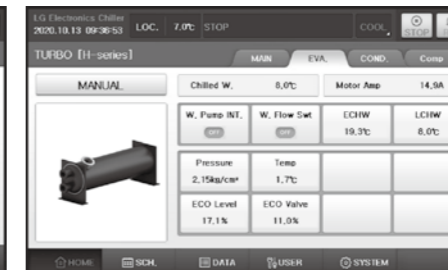 LG Electronics Chiller
2020.10.13 09:36:53 LOC. 7.0℃ STOP COOL STOP
TURBO [H-series] MAIN EVA. COND. Comp
MANUAL Chilled W. 8,0℃ Motor Amp 14,9A
W. Pump INT. W. Flow Swt ECHW LCHW
OFF OFF 19,3℃ 8,0℃
Pressure Temp
2,15kg/cm² 1,7℃
ECO Level ECO Valve
17,1% 11,0%
HOME SCH. DATA USER SYSTEM